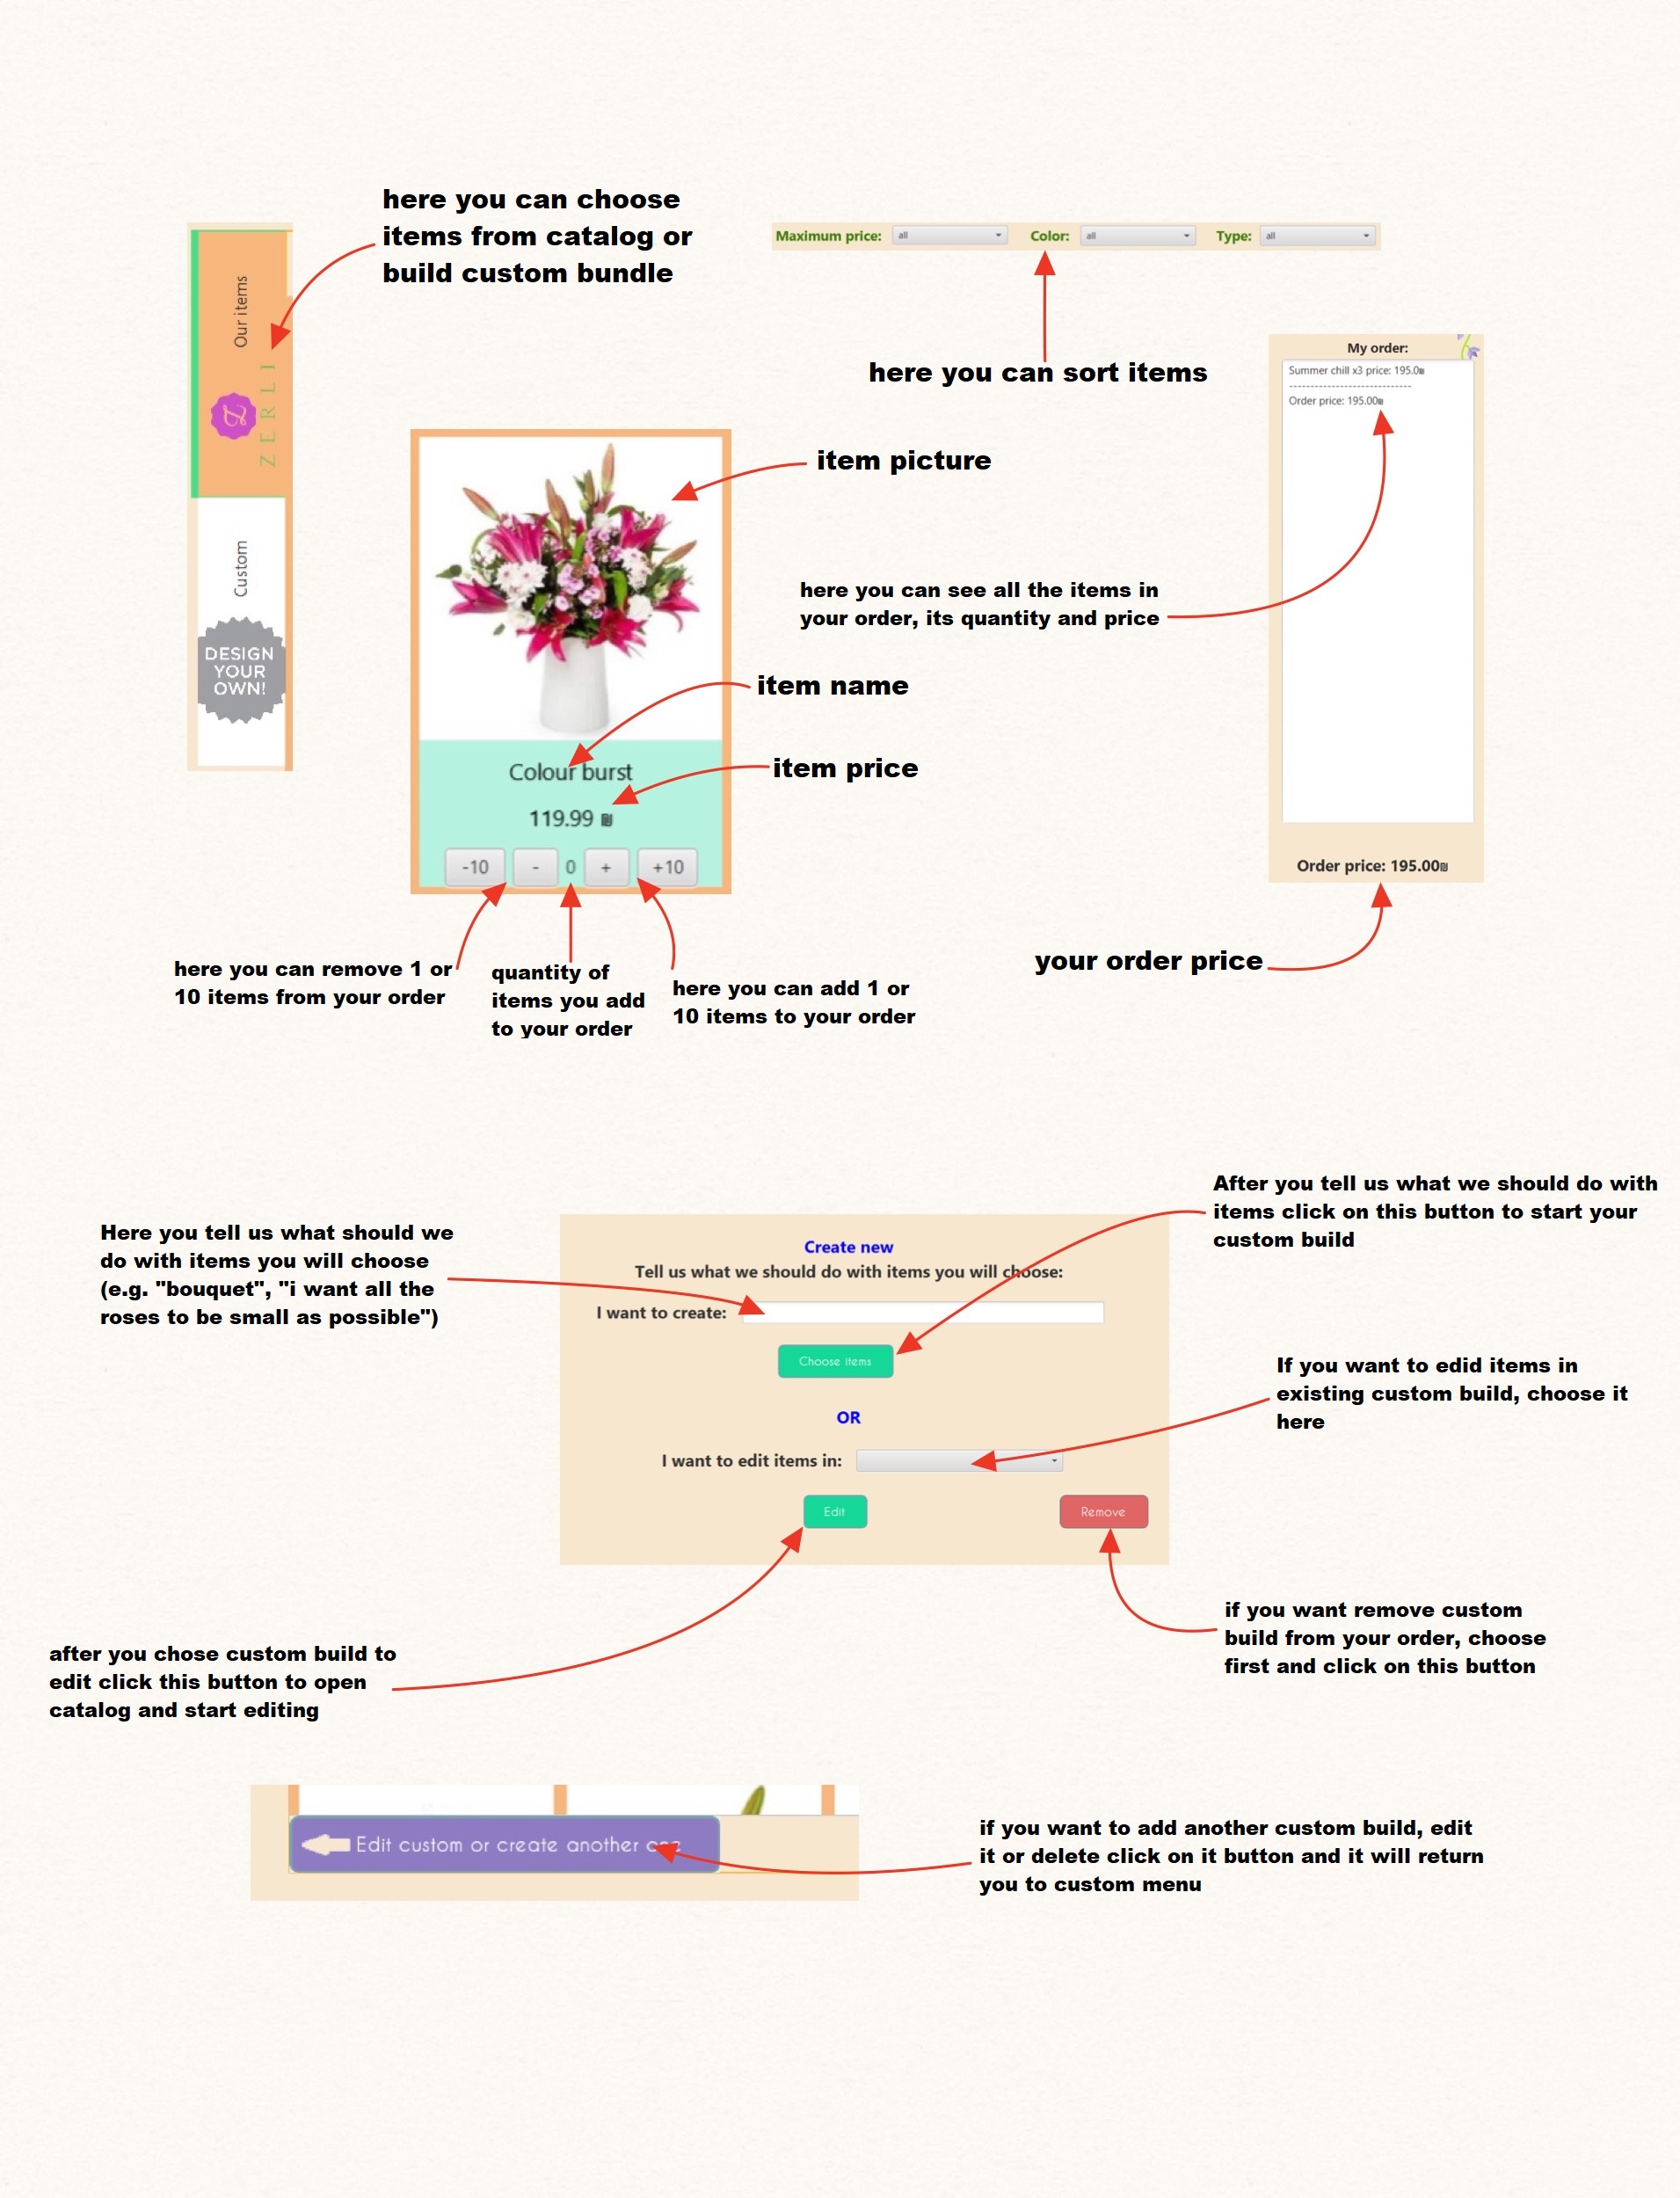 here you can choose
items from catalog or
build custom bundle
Our items
ZERLI
Custom
DESIGN
YOUR
OWN!
Maximum price: all Color: all Type: all
here you can sort items
My order:
Summer chill x3 price: 195.0₪
-----------------------------
Order price: 195.00₪
item picture
here you can see all the items in
your order, its quantity and price
item name
item price
Colour burst
119.99 ₪
-10 - 0 + +10
Order price: 195.00₪
here you can remove 1 or
10 items from your order
quantity of
items you add
to your order
here you can add 1 or
10 items to your order
your order price
Here you tell us what should we
do with items you will choose
(e.g. "bouquet", "i want all the
roses to be small as possible")
After you tell us what we should do with
items click on this button to start your
custom build
Create new
Tell us what we should do with items you will choose:
I want to create:
Choose items
OR
I want to edit items in:
Edit Remove
If you want to edid items in
existing custom build, choose it
here
if you want remove custom
build from your order, choose
first and click on this button
after you chose custom build to
edit click this button to open
catalog and start editing
Edit custom or create another one
if you want to add another custom build, edit
it or delete click on it button and it will return
you to custom menu